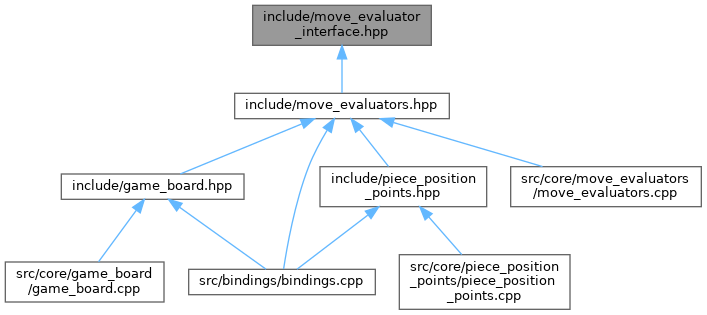 include/move_evaluator
_interface.hpp
include/move_evaluators.hpp
include/game_board.hpp
include/piece_position
_points.hpp
src/core/move_evaluators
/move_evaluators.cpp
src/core/game_board
/game_board.cpp
src/bindings/bindings.cpp
src/core/piece_position
_points/piece_position
_points.cpp